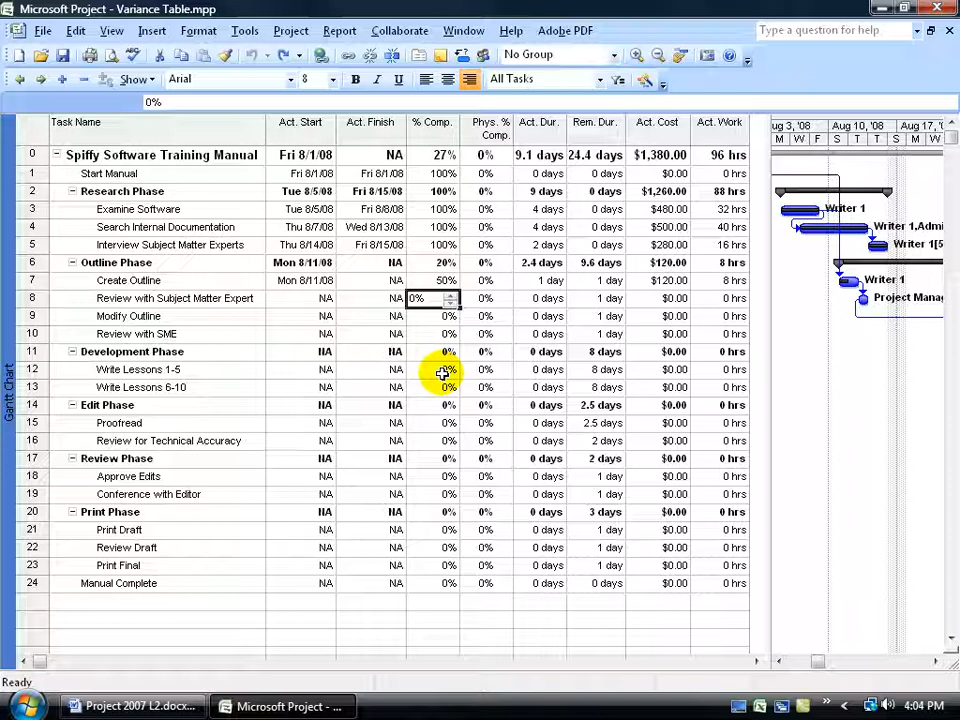 Microsoft Project - Variance Table.mpp
File Edit View Insert Format Tools Project Report Collaborate Window Help Adobe PDF
Type a question for help
No Group
Show Arial 8 B I U All Tasks
0%
Task Name Act. Start Act. Finish % Comp. Phys. % Comp. Act. Dur. Rem. Dur. Act. Cost Act. Work
ug 3, '08 Aug 10, '08 Aug 17, '08
M W F S T T S M W
0 Spiffy Software Training Manual Fri 8/1/08 NA 27% 0% 9.1 days 24.4 days $1,380.00 96 hrs
1 Start Manual Fri 8/1/08 Fri 8/1/08 100% 0% 0 days 0 days $0.00 0 hrs
2 Research Phase Tue 8/5/08 Fri 8/15/08 100% 0% 9 days 0 days $1,260.00 88 hrs
3 Examine Software Tue 8/5/08 Fri 8/8/08 100% 0% 4 days 0 days $480.00 32 hrs Writer 1
4 Search Internal Documentation Thu 8/7/08 Wed 8/13/08 100% 0% 4 days 0 days $500.00 40 hrs Writer 1,Admi
5 Interview Subject Matter Experts Thu 8/14/08 Fri 8/15/08 100% 0% 2 days 0 days $280.00 16 hrs Writer 1[5
6 Outline Phase Mon 8/11/08 NA 20% 0% 2.4 days 9.6 days $120.00 8 hrs
7 Create Outline Mon 8/11/08 NA 50% 0% 1 day 1 day $120.00 8 hrs Writer 1
8 Review with Subject Matter Expert NA NA 0% 0% 0 days 1 day $0.00 0 hrs Project Manag
9 Modify Outline NA NA 0% 0% 0 days 1 day $0.00 0 hrs
10 Review with SME NA NA 0% 0% 0 days 1 day $0.00 0 hrs
11 Development Phase NA NA 0% 0% 0 days 8 days $0.00 0 hrs
12 Write Lessons 1-5 NA NA 0% 0% 0 days 8 days $0.00 0 hrs
13 Write Lessons 6-10 NA NA 0% 0% 0 days 8 days $0.00 0 hrs
14 Edit Phase NA NA 0% 0% 0 days 2.5 days $0.00 0 hrs
15 Proofread NA NA 0% 0% 0 days 2.5 days $0.00 0 hrs
16 Review for Technical Accuracy NA NA 0% 0% 0 days 2 days $0.00 0 hrs
17 Review Phase NA NA 0% 0% 0 days 2 days $0.00 0 hrs
18 Approve Edits NA NA 0% 0% 0 days 1 day $0.00 0 hrs
19 Conference with Editor NA NA 0% 0% 0 days 1 day $0.00 0 hrs
20 Print Phase NA NA 0% 0% 0 days 3 days $0.00 0 hrs
21 Print Draft NA NA 0% 0% 0 days 1 day $0.00 0 hrs
22 Review Draft NA NA 0% 0% 0 days 1 day $0.00 0 hrs
23 Print Final NA NA 0% 0% 0 days 1 day $0.00 0 hrs
24 Manual Complete NA NA 0% 0% 0 days 0 days $0.00 0 hrs
Gantt Chart
Ready
Project 2007 L2.docx... Microsoft Project - ... 4:04 PM